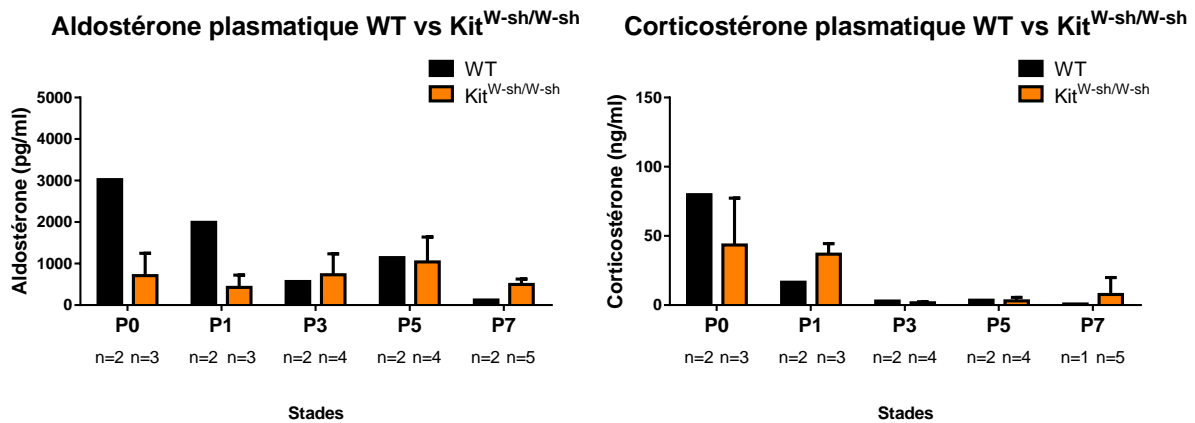 Aldostérone plasmatique WT vs Kit^W-sh/W-sh
WT
Kit^W-sh/W-sh
Aldostérone (pg/ml)
5000
4000
3000
2000
1000
0
P0 P1 P3 P5 P7
n=2 n=3 n=2 n=3 n=2 n=4 n=2 n=4 n=2 n=5
Stades
Corticostérone plasmatique WT vs Kit^W-sh/W-sh
WT
Kit^W-sh/W-sh
Corticostérone (ng/ml)
150
100
50
0
P0 P1 P3 P5 P7
n=2 n=3 n=2 n=3 n=2 n=4 n=2 n=4 n=1 n=5
Stades